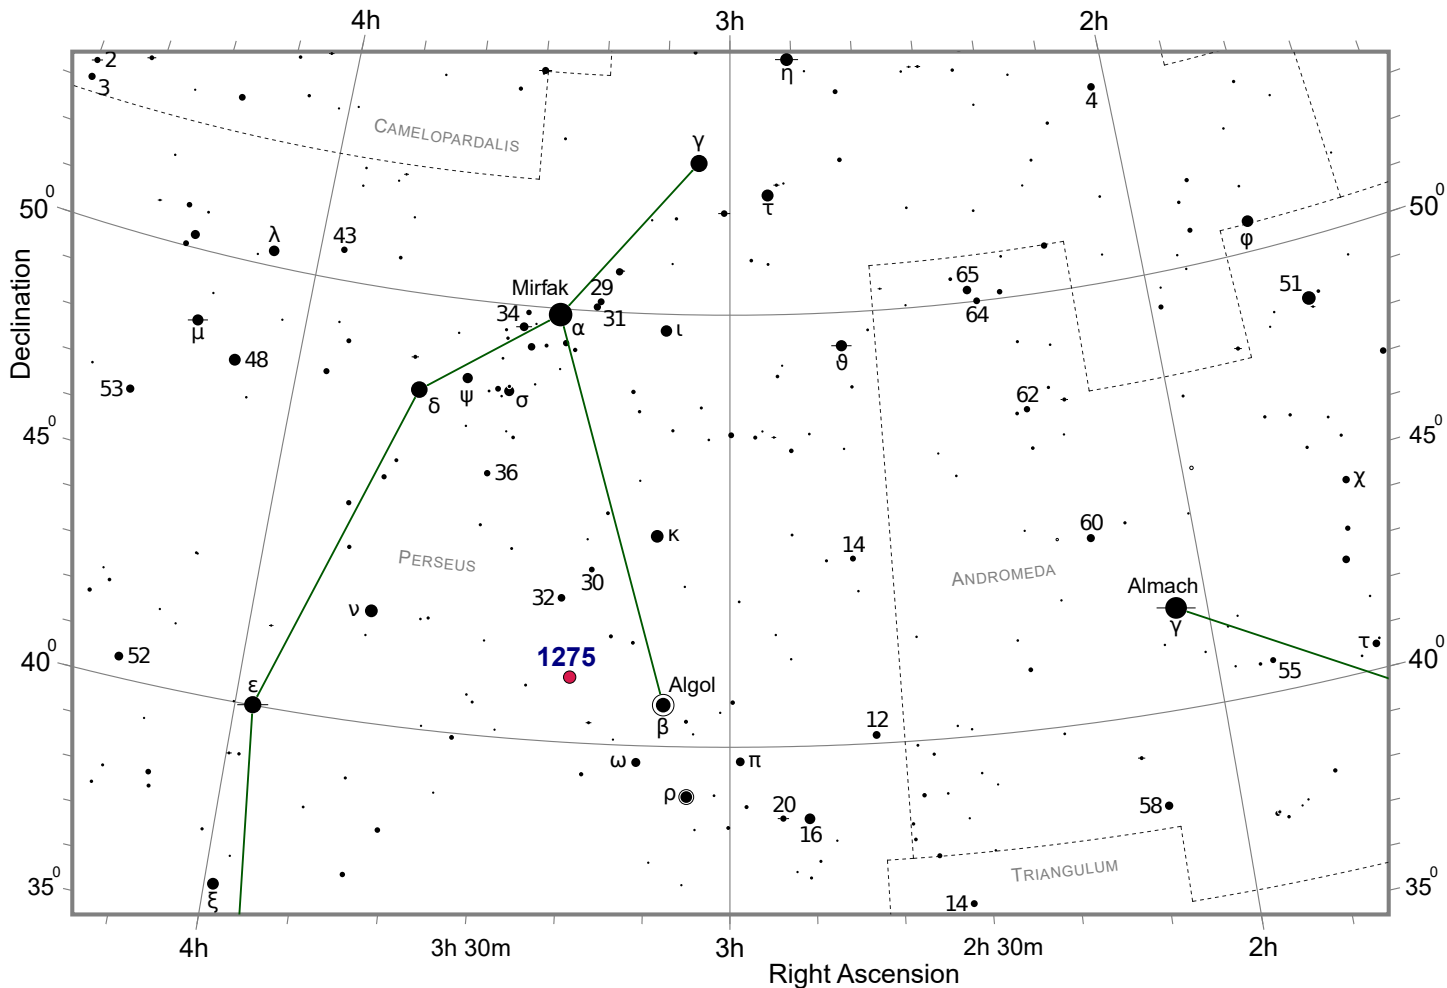 4h
3h
2h
2
3
η
4
CAMELOPARDALIS
γ
τ
50⁰
50⁰
φ
λ
43
65
51
Mirfak
29
64
34
31
α
ι
μ
ϑ
48
53
ψ
σ
δ
62
45⁰
45⁰
36
χ
κ
60
14
PERSEUS
30
ANDROMEDA
Almach
32
ν
γ
52
1275
τ
40⁰
40⁰
55
ε
Algol
β
12
ω
π
ρ
20
16
58
TRIANGULUM
35⁰
35⁰
ξ
14
4h
3h 30m
3h
2h 30m
2h
Right Ascension
Declination